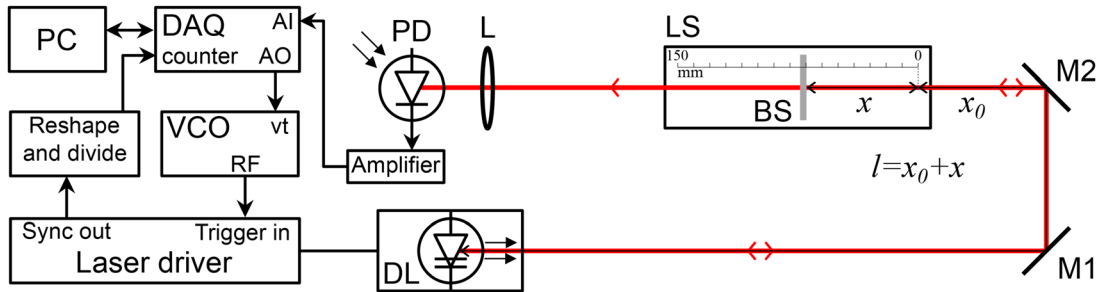 PC
DAQ AI
counter AO
PD
L
LS
150 0
mm
BS
x
x0
M2
Reshape
and divide
VCO vt
RF
Amplifier
l=x0+x
Sync out Trigger in
Laser driver
DL
M1